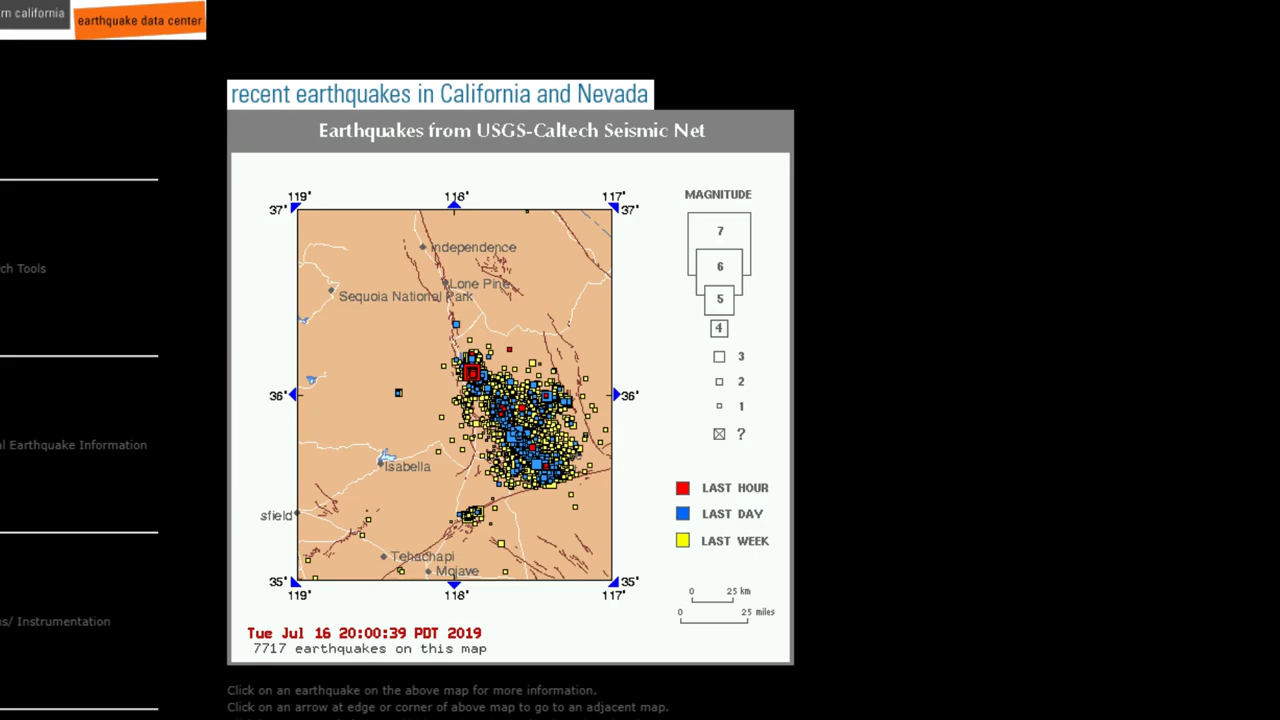 rn california
earthquake data center
recent earthquakes in California and Nevada
Earthquakes from USGS-Caltech Seismic Net
119° 118° 117°
37° 37°
MAGNITUDE
7
Independence
ch Tools
6
Lone Pine
Sequoia National Park
5
4
3
2
36° 36°
1
?
al Earthquake Information
Isabella
LAST HOUR
sfield
LAST DAY
LAST WEEK
Tehachapi
Mojave
35° 35°
119° 118° 117°
0 25 km
0 25 miles
s/ Instrumentation
Tue Jul 16 20:00:39 PDT 2019
7717 earthquakes on this map
Click on an earthquake on the above map for more information.
Click on an arrow at edge or corner of above map to go to an adjacent map.